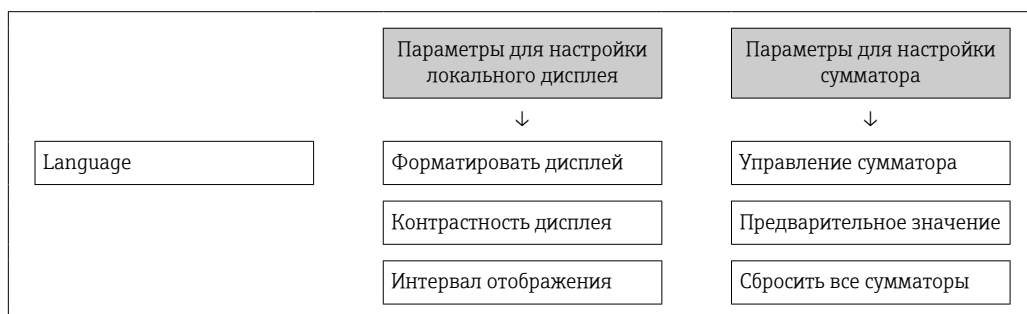 Параметры для настройки
локального дисплея
Параметры для настройки
сумматора
↓
↓
Language
Форматировать дисплей
Управление сумматора
Контрастность дисплея
Предварительное значение
Интервал отображения
Сбросить все сумматоры